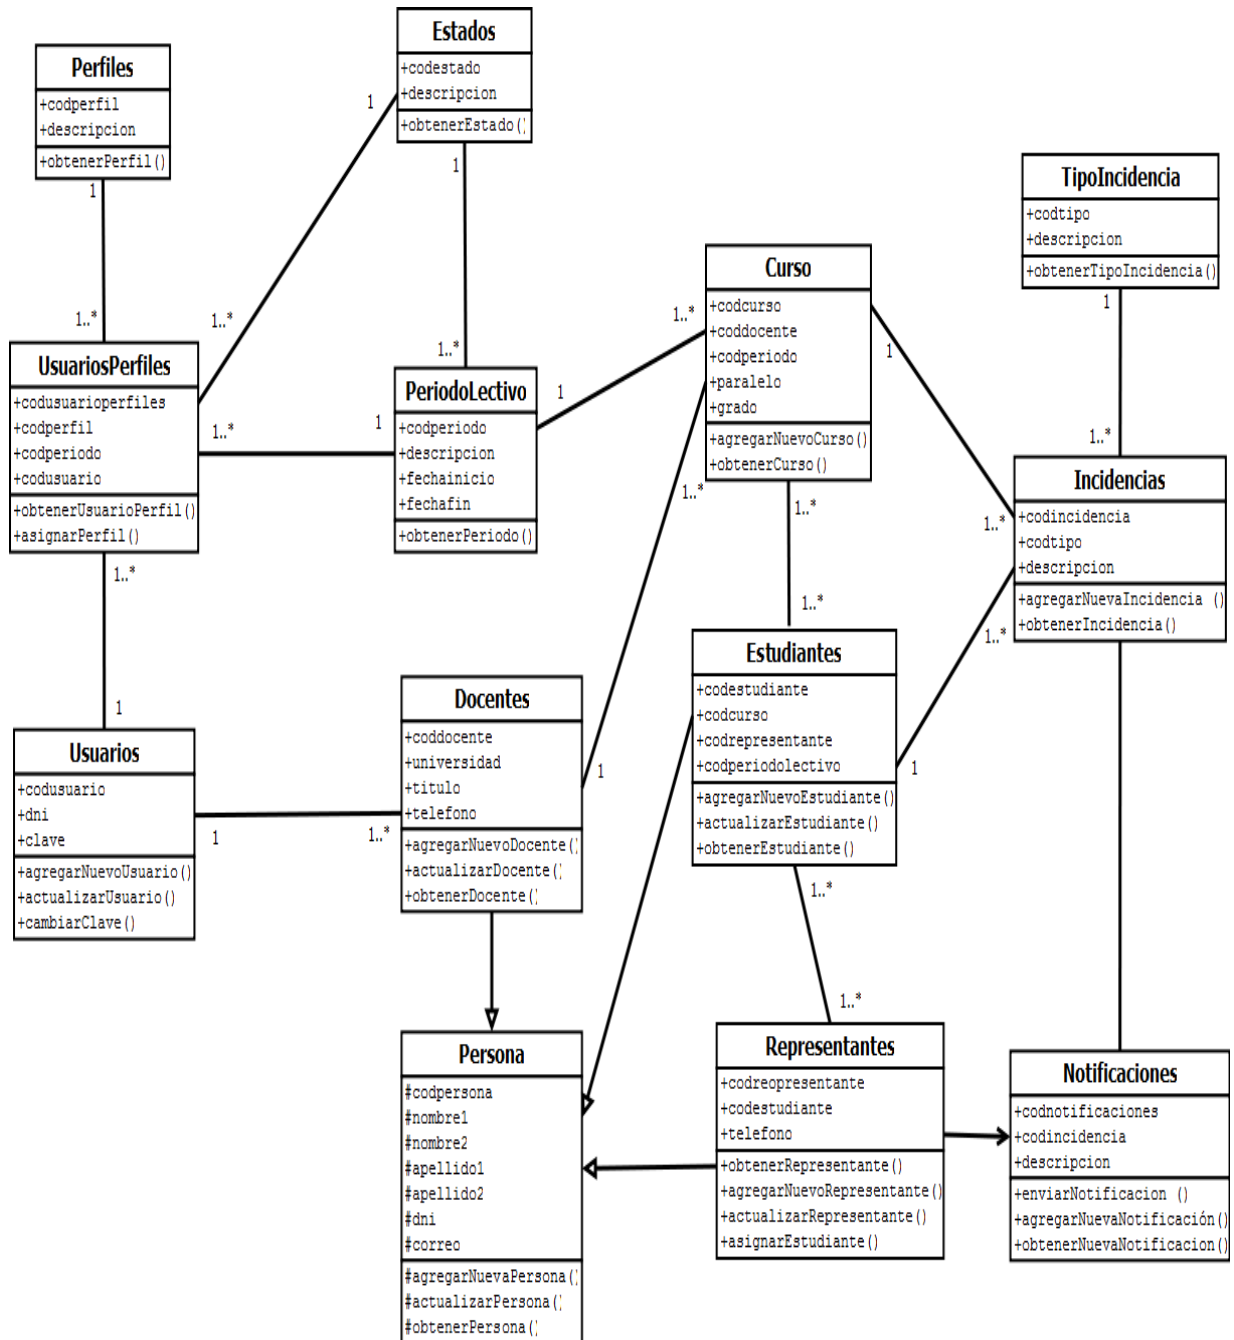 Perfiles
+codperfil
+descripcion
+obtenerPerfil()
1
1..*
Estados
+codestado
+descripcion
+obtenerEstado()
1
1
1..*
1..*
UsuariosPerfiles
+codusuarioperfiles
+codperfil
+codperiodo
+codusuario
+obtenerUsuarioPerfil()
+asignarPerfil()
1..*
1
1..*
1
PeriodoLectivo
+codperiodo
+descripcion
+fechainicio
+fechafin
+obtenerPeriodo()
1
1..*
Curso
+codcurso
+coddocente
+codperiodo
+paralelo
+grado
+agregarNuevoCurso()
+obtenerCurso()
1
1..*
1..*
1..*
TipoIncidencia
+codtipo
+descripcion
+obtenerTipoIncidencia()
1
1..*
Incidencias
+codincidencia
+codtipo
+descripcion
+agregarNuevaIncidencia ()
+obtenerIncidencia()
1..*
Usuarios
+codusuario
+dni
+clave
+agregarNuevoUsuario()
+actualizarUsuario()
+cambiarClave()
1
1..*
Docentes
+coddocente
+universidad
+titulo
+telefono
+agregarNuevoDocente()
+actualizarDocente()
+obtenerDocente()
1
Estudiantes
+codestudiante
+codcurso
+codrepresentante
+codperiodolectivo
+agregarNuevoEstudiante()
+actualizarEstudiante()
+obtenerEstudiante()
1
1..*
1..*
Persona
#codpersona
#nombre1
#nombre2
#apellido1
#apellido2
#dni
#correo
#agregarNuevaPersona()
#actualizarPersona()
#obtenerPersona()
Representantes
+codreopresentante
+codestudiante
+telefono
+obtenerRepresentante()
+agregarNuevoRepresentante()
+actualizarRepresentante()
+asignarEstudiante()
Notificaciones
+codnotificaciones
+codincidencia
+descripcion
+enviarNotificacion ()
+agregarNuevaNotificación()
+obtenerNuevaNotificacion()